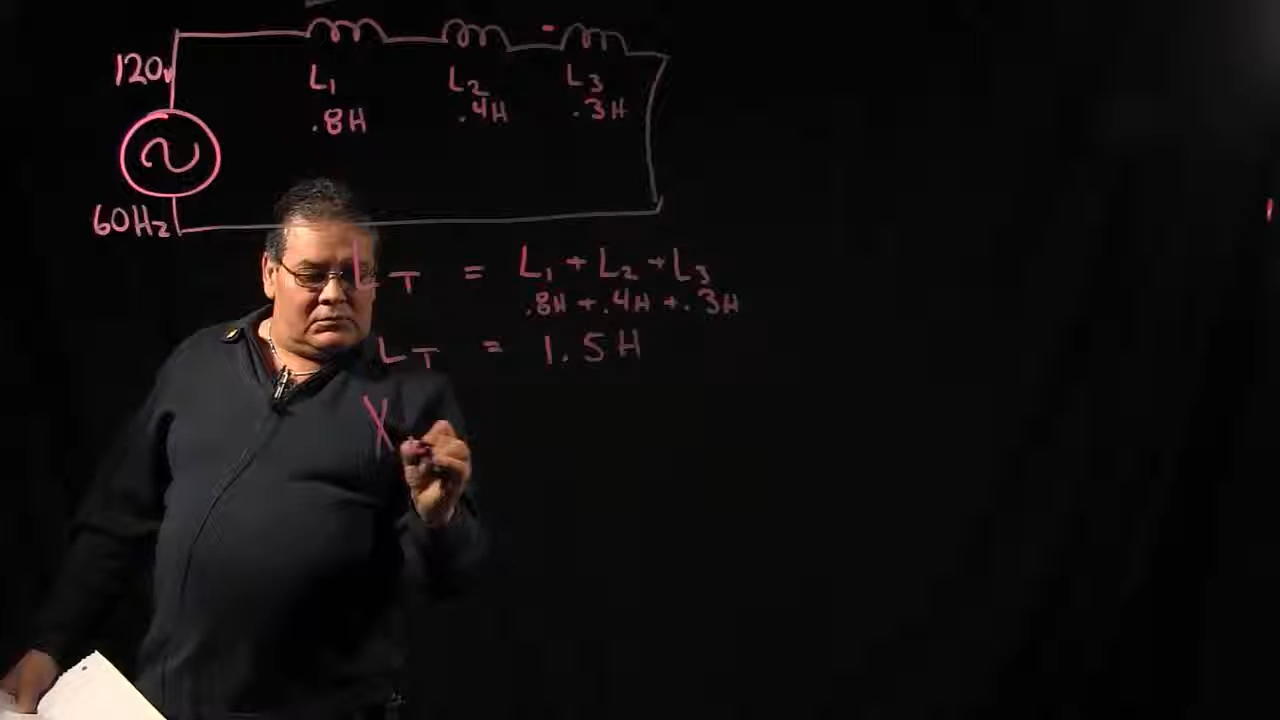 120v
L1 L2 L3
.8H .4H .3H
60Hz
LT = L1 + L2 + L3
.8H + .4H + .3H
LT = 1.5H
X